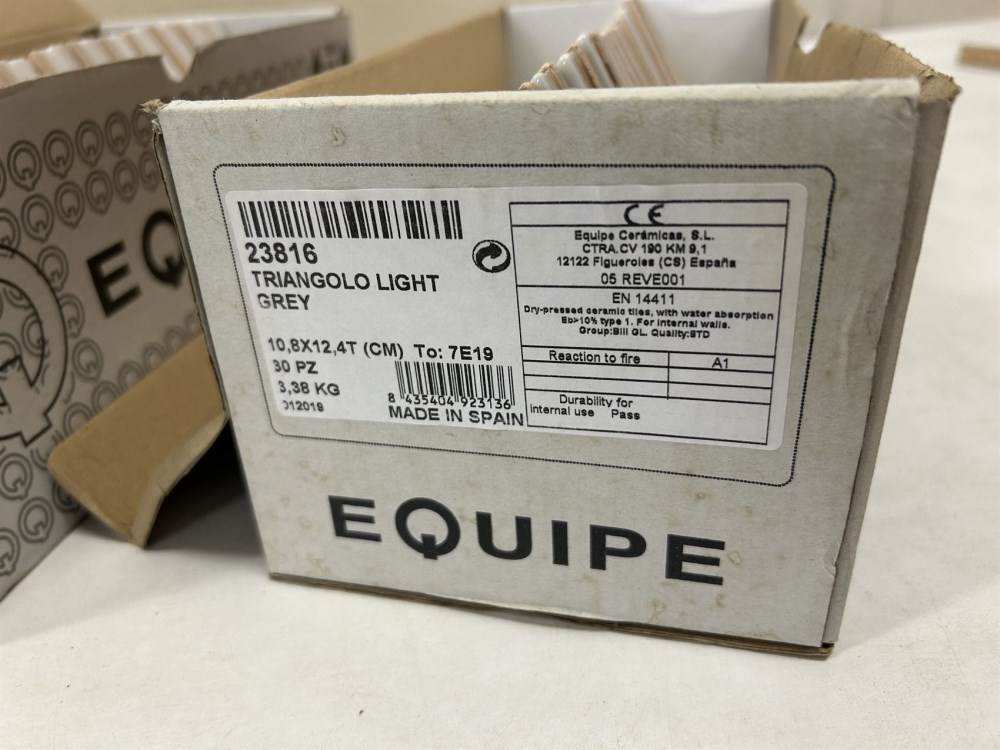 23816
TRIANGOLO LIGHT
GREY
10,8X12,4T (CM) To: 7E19
30 PZ
3,38 KG
012019
8 435404 923136
MADE IN SPAIN
CE
Equipe Cerámicas, S.L.
CTRA.CV 190 KM 9,1
12122 Figueroles (CS) España
05 REVE001
EN 14411
Dry-pressed ceramic tiles, with water absorption
Eb>10% type 1. For internal walls.
Group:BIII GL. Quality:STD
Reaction to fire A1
Durability for
internal use Pass
EQUIPE
EQ